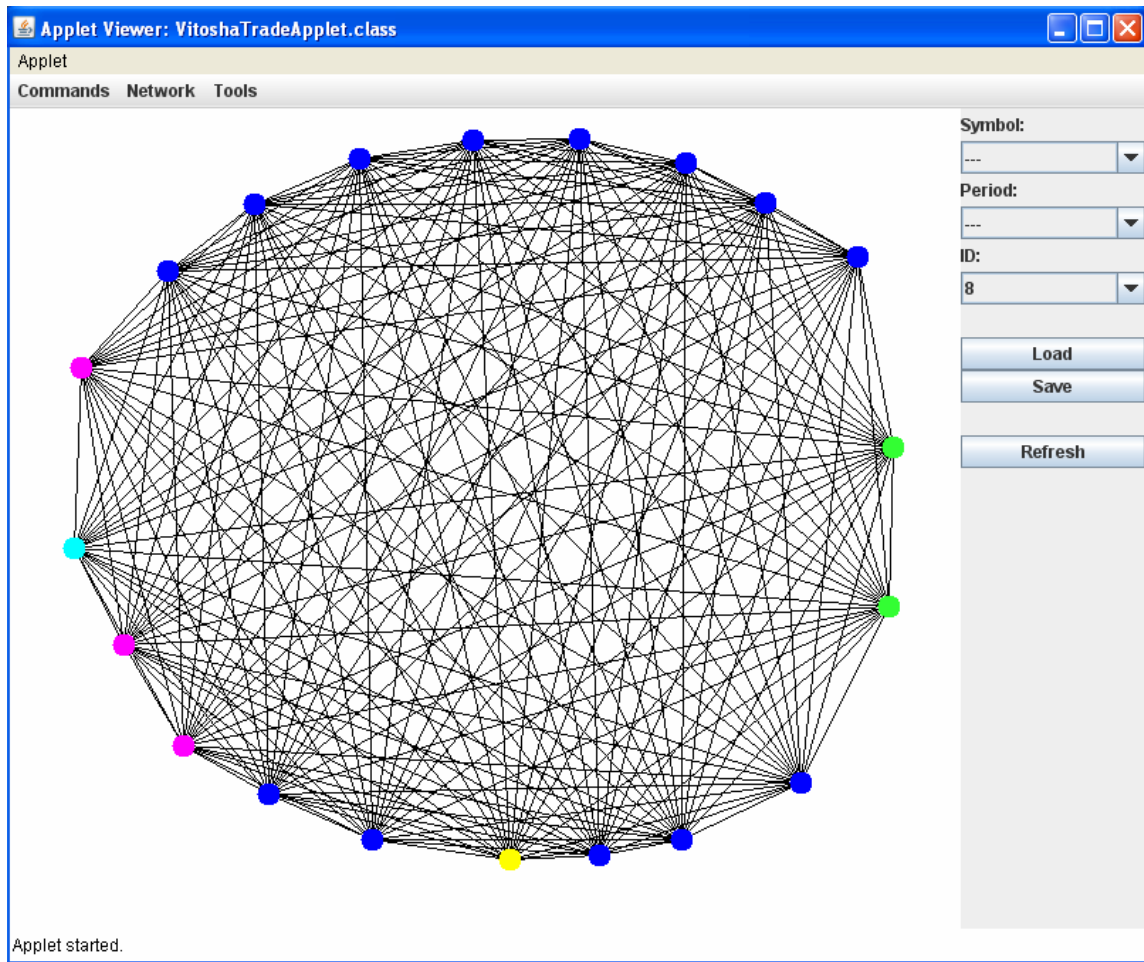 Applet Viewer: VitoshaTradeApplet.class
Applet
Commands Network Tools
Symbol:
---
Period:
---
ID:
8
Load
Save
Refresh
Applet started.